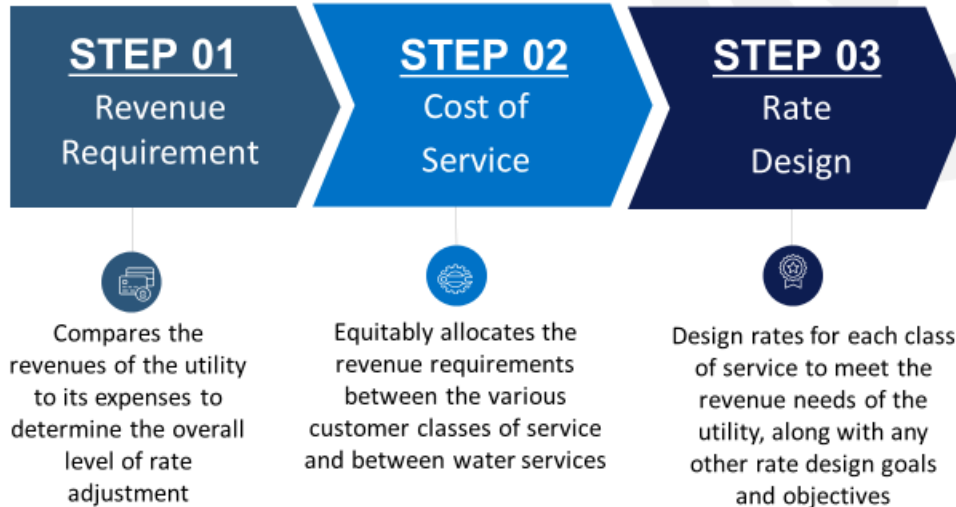 STEP 01
Revenue
Requirement
STEP 02
Cost of
Service
STEP 03
Rate
Design
Compares the
revenues of the utility
to its expenses to
determine the overall
level of rate
adjustment
Equitably allocates the
revenue requirements
between the various
customer classes of service
and between water services
Design rates for each class
of service to meet the
revenue needs of the
utility, along with any
other rate design goals
and objectives